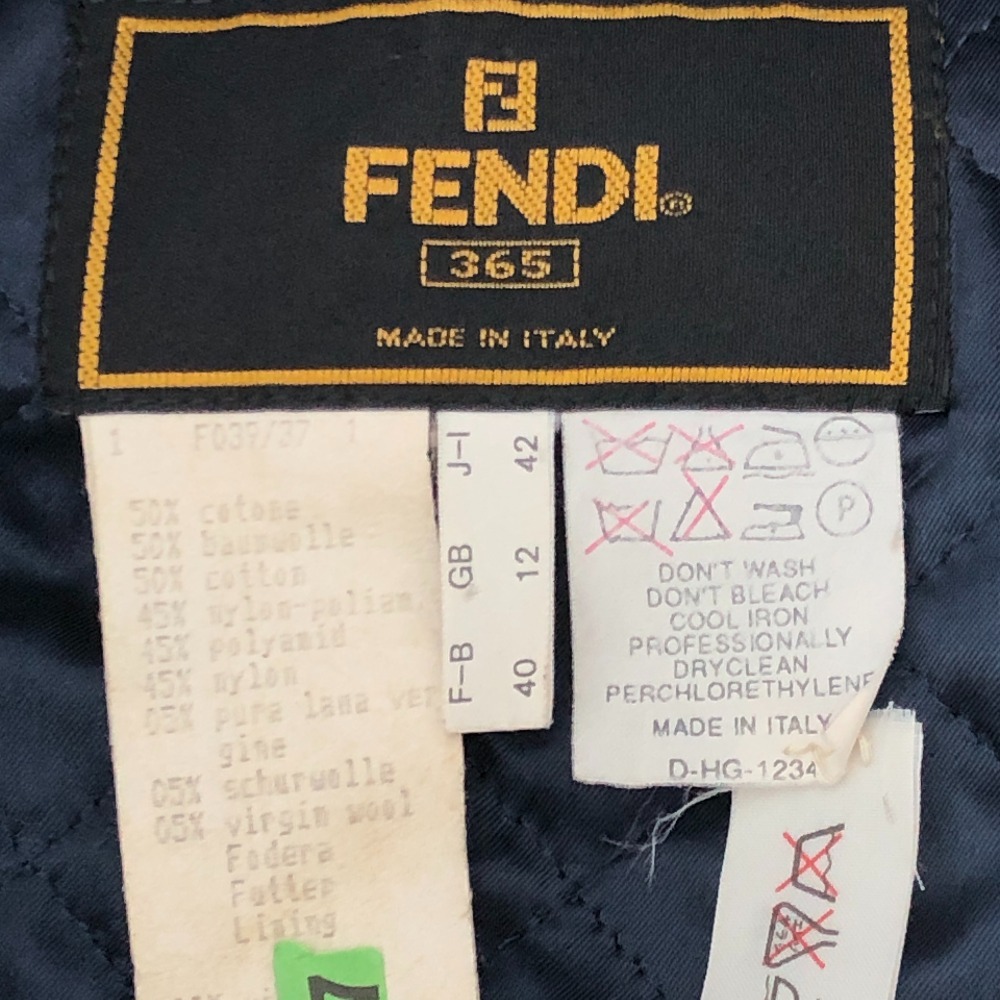 FENDI®
365
MADE IN ITALY
1 F039/37 1
50% cotone
50% baumwolle
50% cotton
45% nylon-poliam.
45% polyamid
45% nylon
05% pura lana ver
gine
05% schurwolle
05% virgin wool
Fodera
Futter
Lining
J-I 42
GB 12
F-B 40
P
DON'T WASH
DON'T BLEACH
COOL IRON
PROFESSIONALLY
DRYCLEAN
PERCHLORETHYLENE
MADE IN ITALY
D-HG-1234